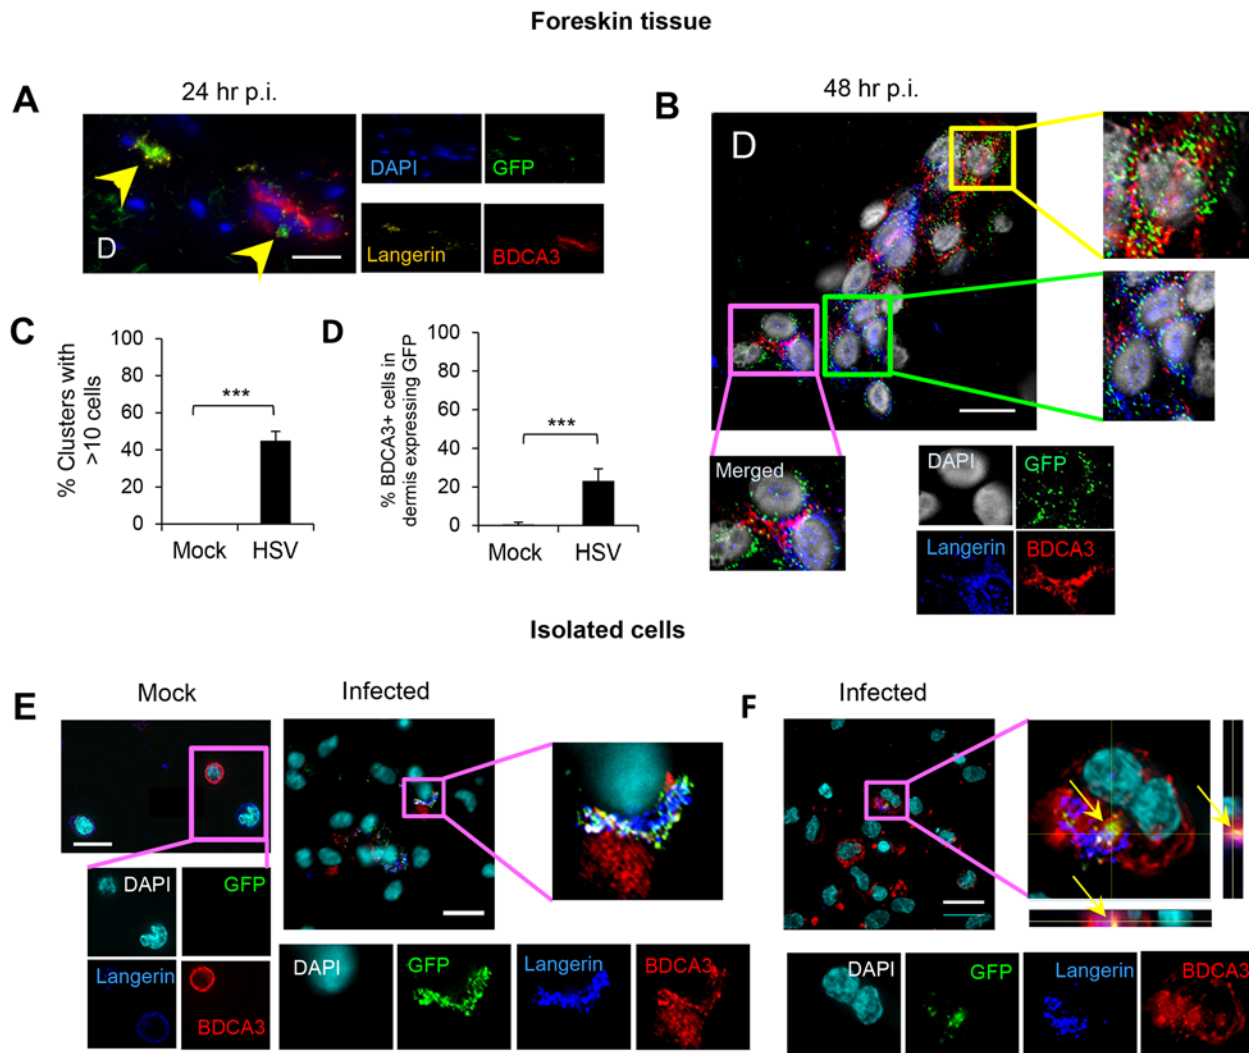 Foreskin tissue
A
24 hr p.i.
D
DAPI
GFP
Langerin
BDCA3
B
48 hr p.i.
D
Merged
DAPI
GFP
Langerin
BDCA3
C
% Clusters with
>10 cells
100
80
60
40
20
0
***
Mock
HSV
D
% BDCA3+ cells in
dermis expressing GFP
100
80
60
40
20
0
***
Mock
HSV
Isolated cells
E
Mock
Infected
DAPI
GFP
Langerin
BDCA3
DAPI
GFP
Langerin
BDCA3
F
Infected
DAPI
GFP
Langerin
BDCA3